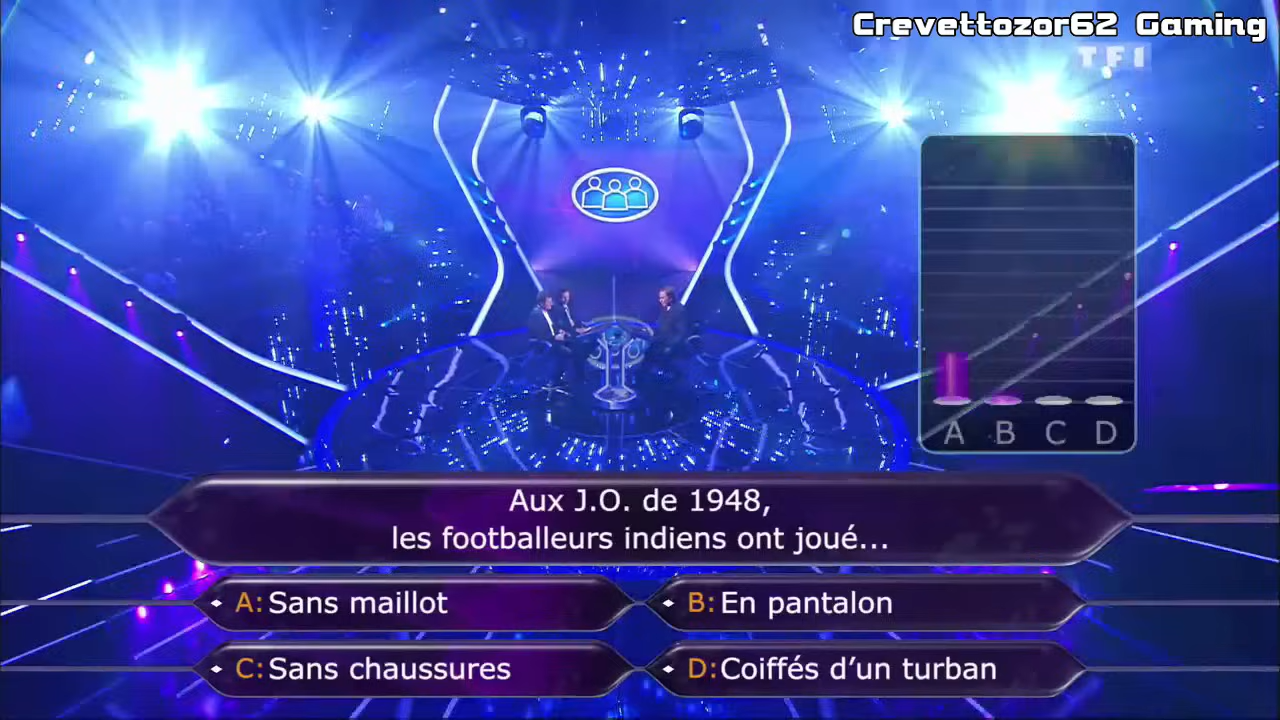 Crevettozor62 Gaming
TF1
A B C D
Aux J.O. de 1948,
les footballeurs indiens ont joué...
A: Sans maillot
B: En pantalon
C: Sans chaussures
D: Coiffés d’un turban